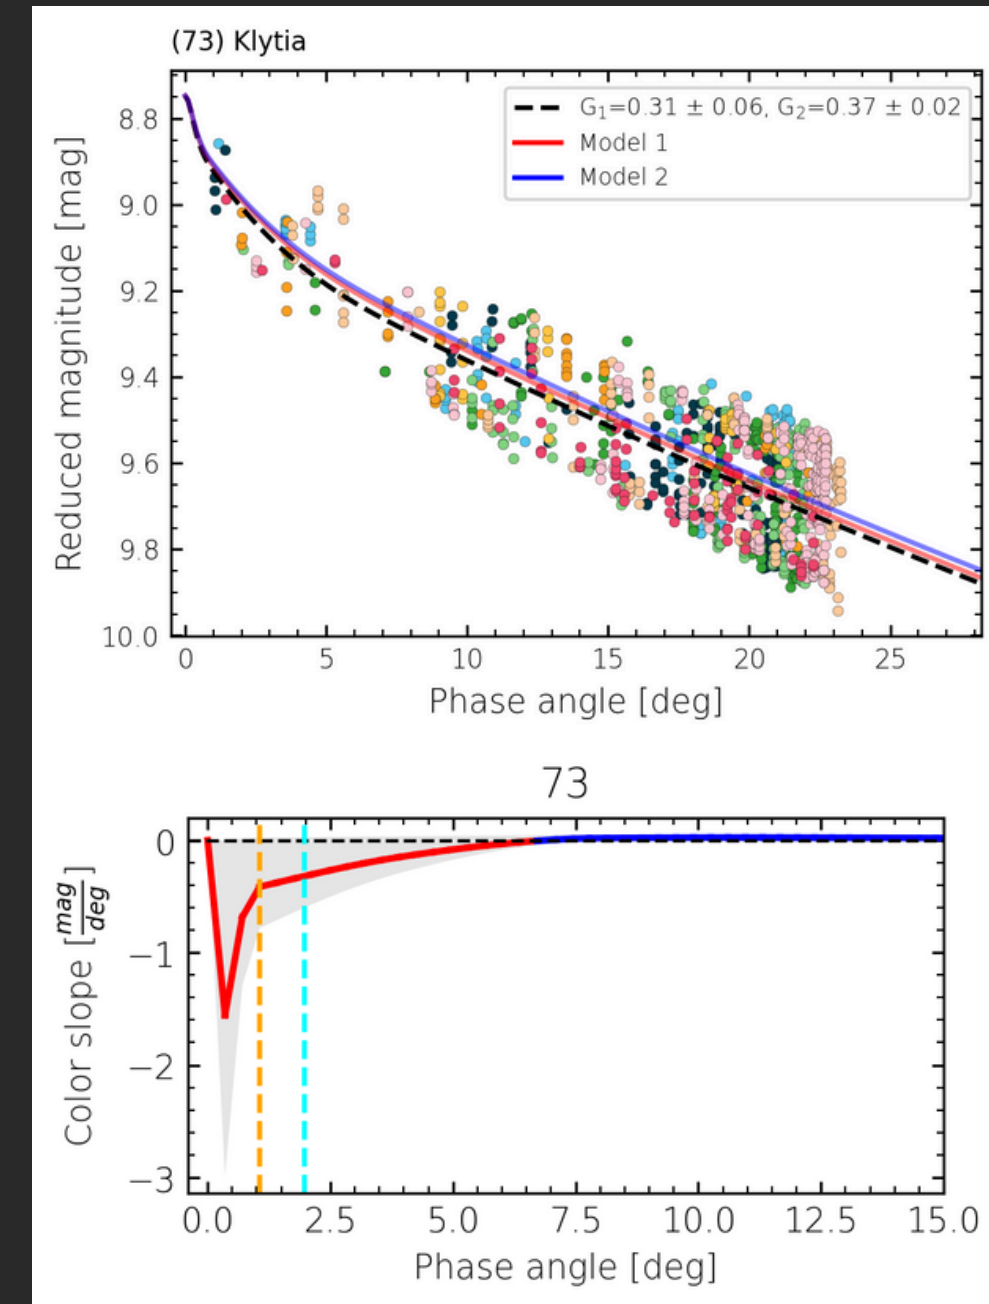 (73) Klytia
G₁=0.31 ± 0.06, G₂=0.37 ± 0.02
Model 1
Model 2
Reduced magnitude [mag]
8.8
9.0
9.2
9.4
9.6
9.8
10.0
0 5 10 15 20 25
Phase angle [deg]
73
Color slope [mag/deg]
0
−1
−2
−3
0.0 2.5 5.0 7.5 10.0 12.5 15.0
Phase angle [deg]